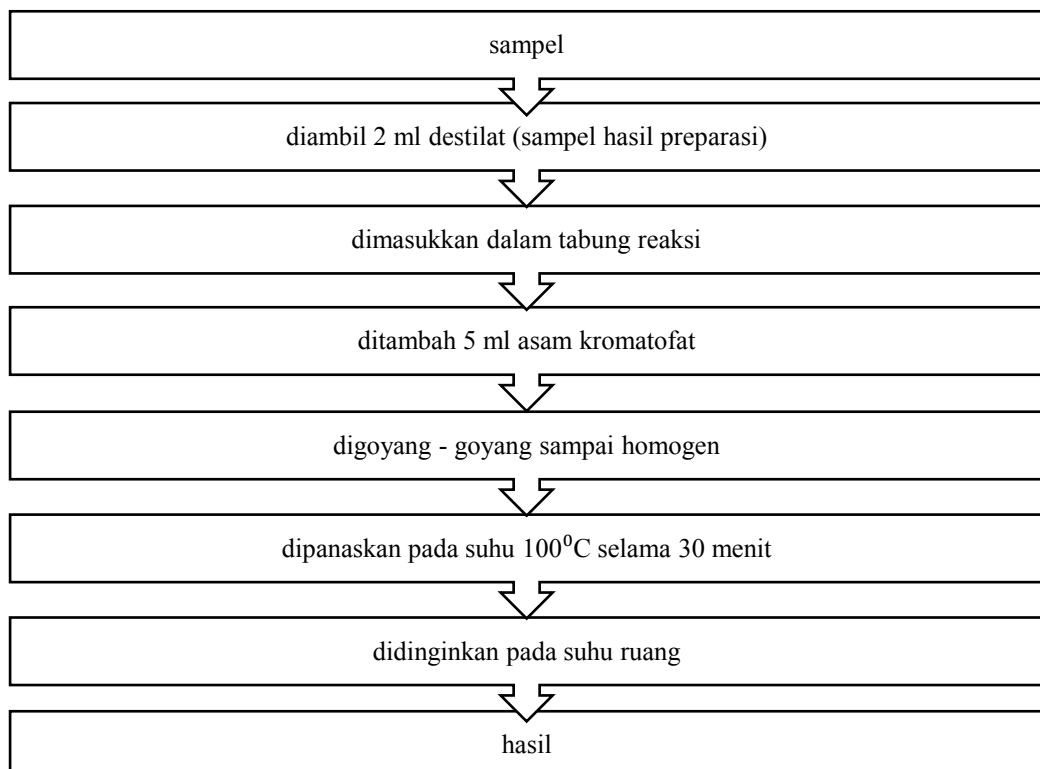 sampel
diambil 2 ml destilat (sampel hasil preparasi)
dimasukkan dalam tabung reaksi
ditambah 5 ml asam kromatofat
digoyang - goyang sampai homogen
dipanaskan pada suhu 100⁰C selama 30 menit
didinginkan pada suhu ruang
hasil